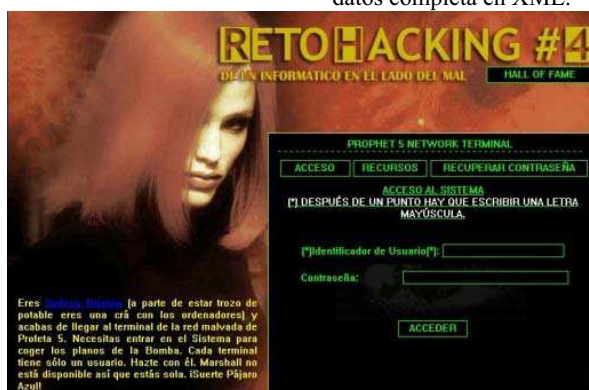 datos completa en XML.
RETOHACKING #4
DE UN INFORMÁTICO EN EL LADO DEL MAL
HALL OF FAME
PROPHET 5 NETWORK TERMINAL
ACCESO RECURSOS RECUPERAR CONTRASEÑA
ACCESO AL SISTEMA
(*) DESPUÉS DE UN PUNTO HAY QUE ESCRIBIR UNA LETRA
MAYÚSCULA.
(*)Identificador de Usuario(*):
Contraseña:
ACCEDER
Eres Sydney Bristow (a parte de estar trozo de
potable eres una crá con los ordenadores) y
acabas de llegar al terminal de la red malvada de
Profeta 5. Necesitas entrar en el Sistema para
coger los planos de la Bomba. Cada terminal
tiene sólo un usuario. Hazte con él. Marshall no
está disponible así que estás sola. ¡Suerte Pájaro
Azul!